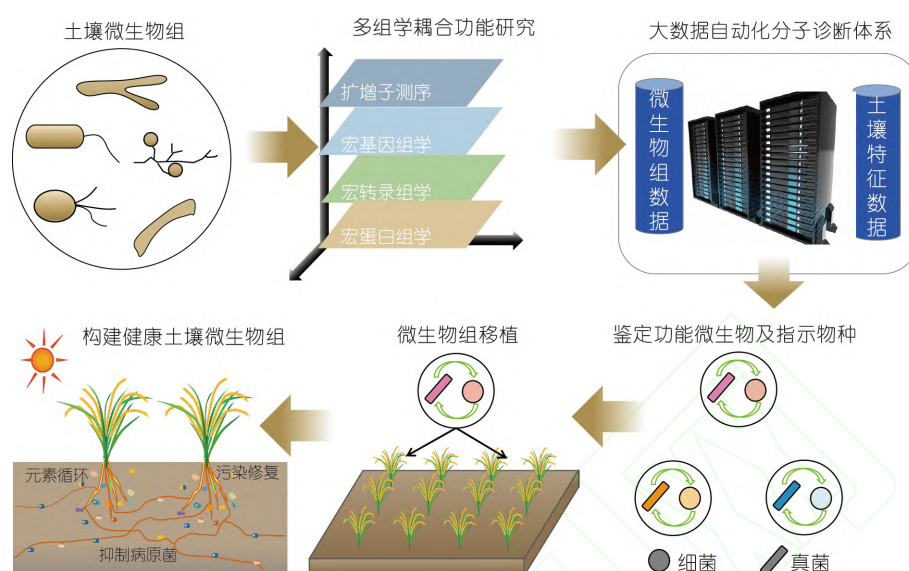 土壤微生物组
多组学耦合功能研究
大数据自动化分子诊断体系
扩增子测序
宏基因组学
宏转录组学
宏蛋白组学
微生物组数据
土壤特征数据
构建健康土壤微生物组
微生物组移植
鉴定功能微生物及指示物种
元素循环
污染修复
抑制病原菌
细菌
真菌